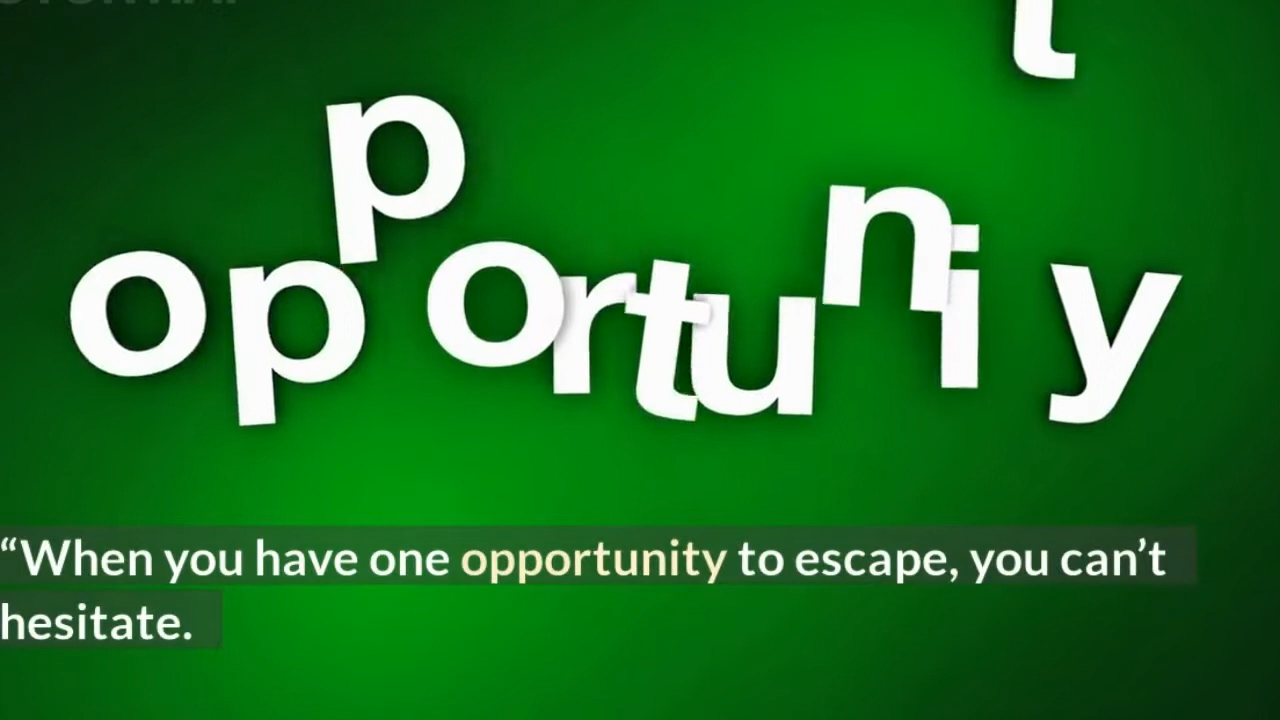 opportunity
“When you have one opportunity to escape, you can’t
hesitate.